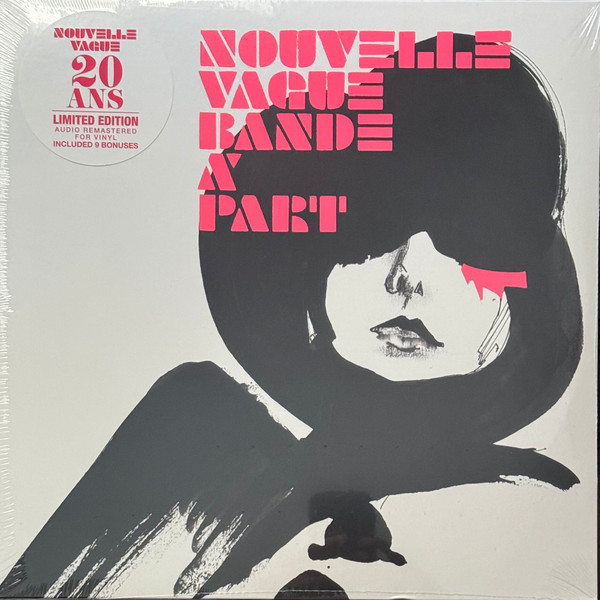 NOUVELLE
VAGUE
20
ANS
LIMITED EDITION
AUDIO REMASTERED
FOR VINYL
INCLUDED 9 BONUSES
NOUVELLE
VAGUE
BANDE
A
PART